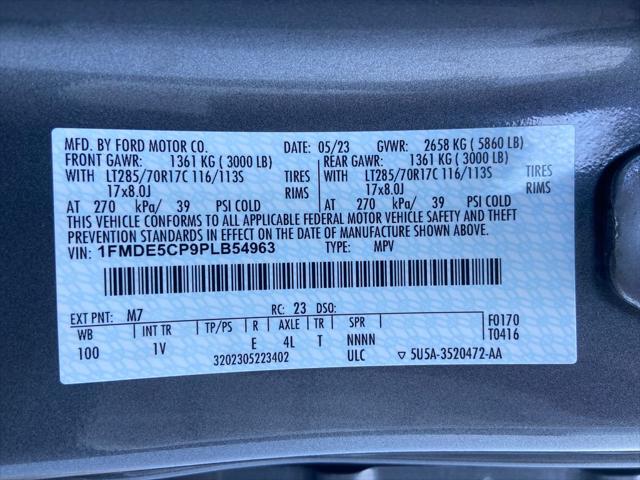 MFD. BY FORD MOTOR CO. DATE: 05/23 GVWR: 2658 KG ( 5860 LB)
FRONT GAWR: 1361 KG ( 3000 LB) REAR GAWR: 1361 KG ( 3000 LB)
WITH LT285/70R17C 116/113S TIRES WITH LT285/70R17C 116/113S TIRES
17x8.0J RIMS 17x8.0J RIMS
AT 270 kPa/ 39 PSI COLD AT 270 kPa/ 39 PSI COLD
THIS VEHICLE CONFORMS TO ALL APPLICABLE FEDERAL MOTOR VEHICLE SAFETY AND THEFT
PREVENTION STANDARDS IN EFFECT ON THE DATE OF MANUFACTURE SHOWN ABOVE.
VIN: 1FMDE5CP9PLB54963 TYPE: MPV
EXT PNT: M7 RC: 23 DSO:
WB INT TR TP/PS R AXLE TR SPR F0170
100 1V E 4L T NNNN T0416
3202305223402 ULC ▽ 5U5A-3520472-AA